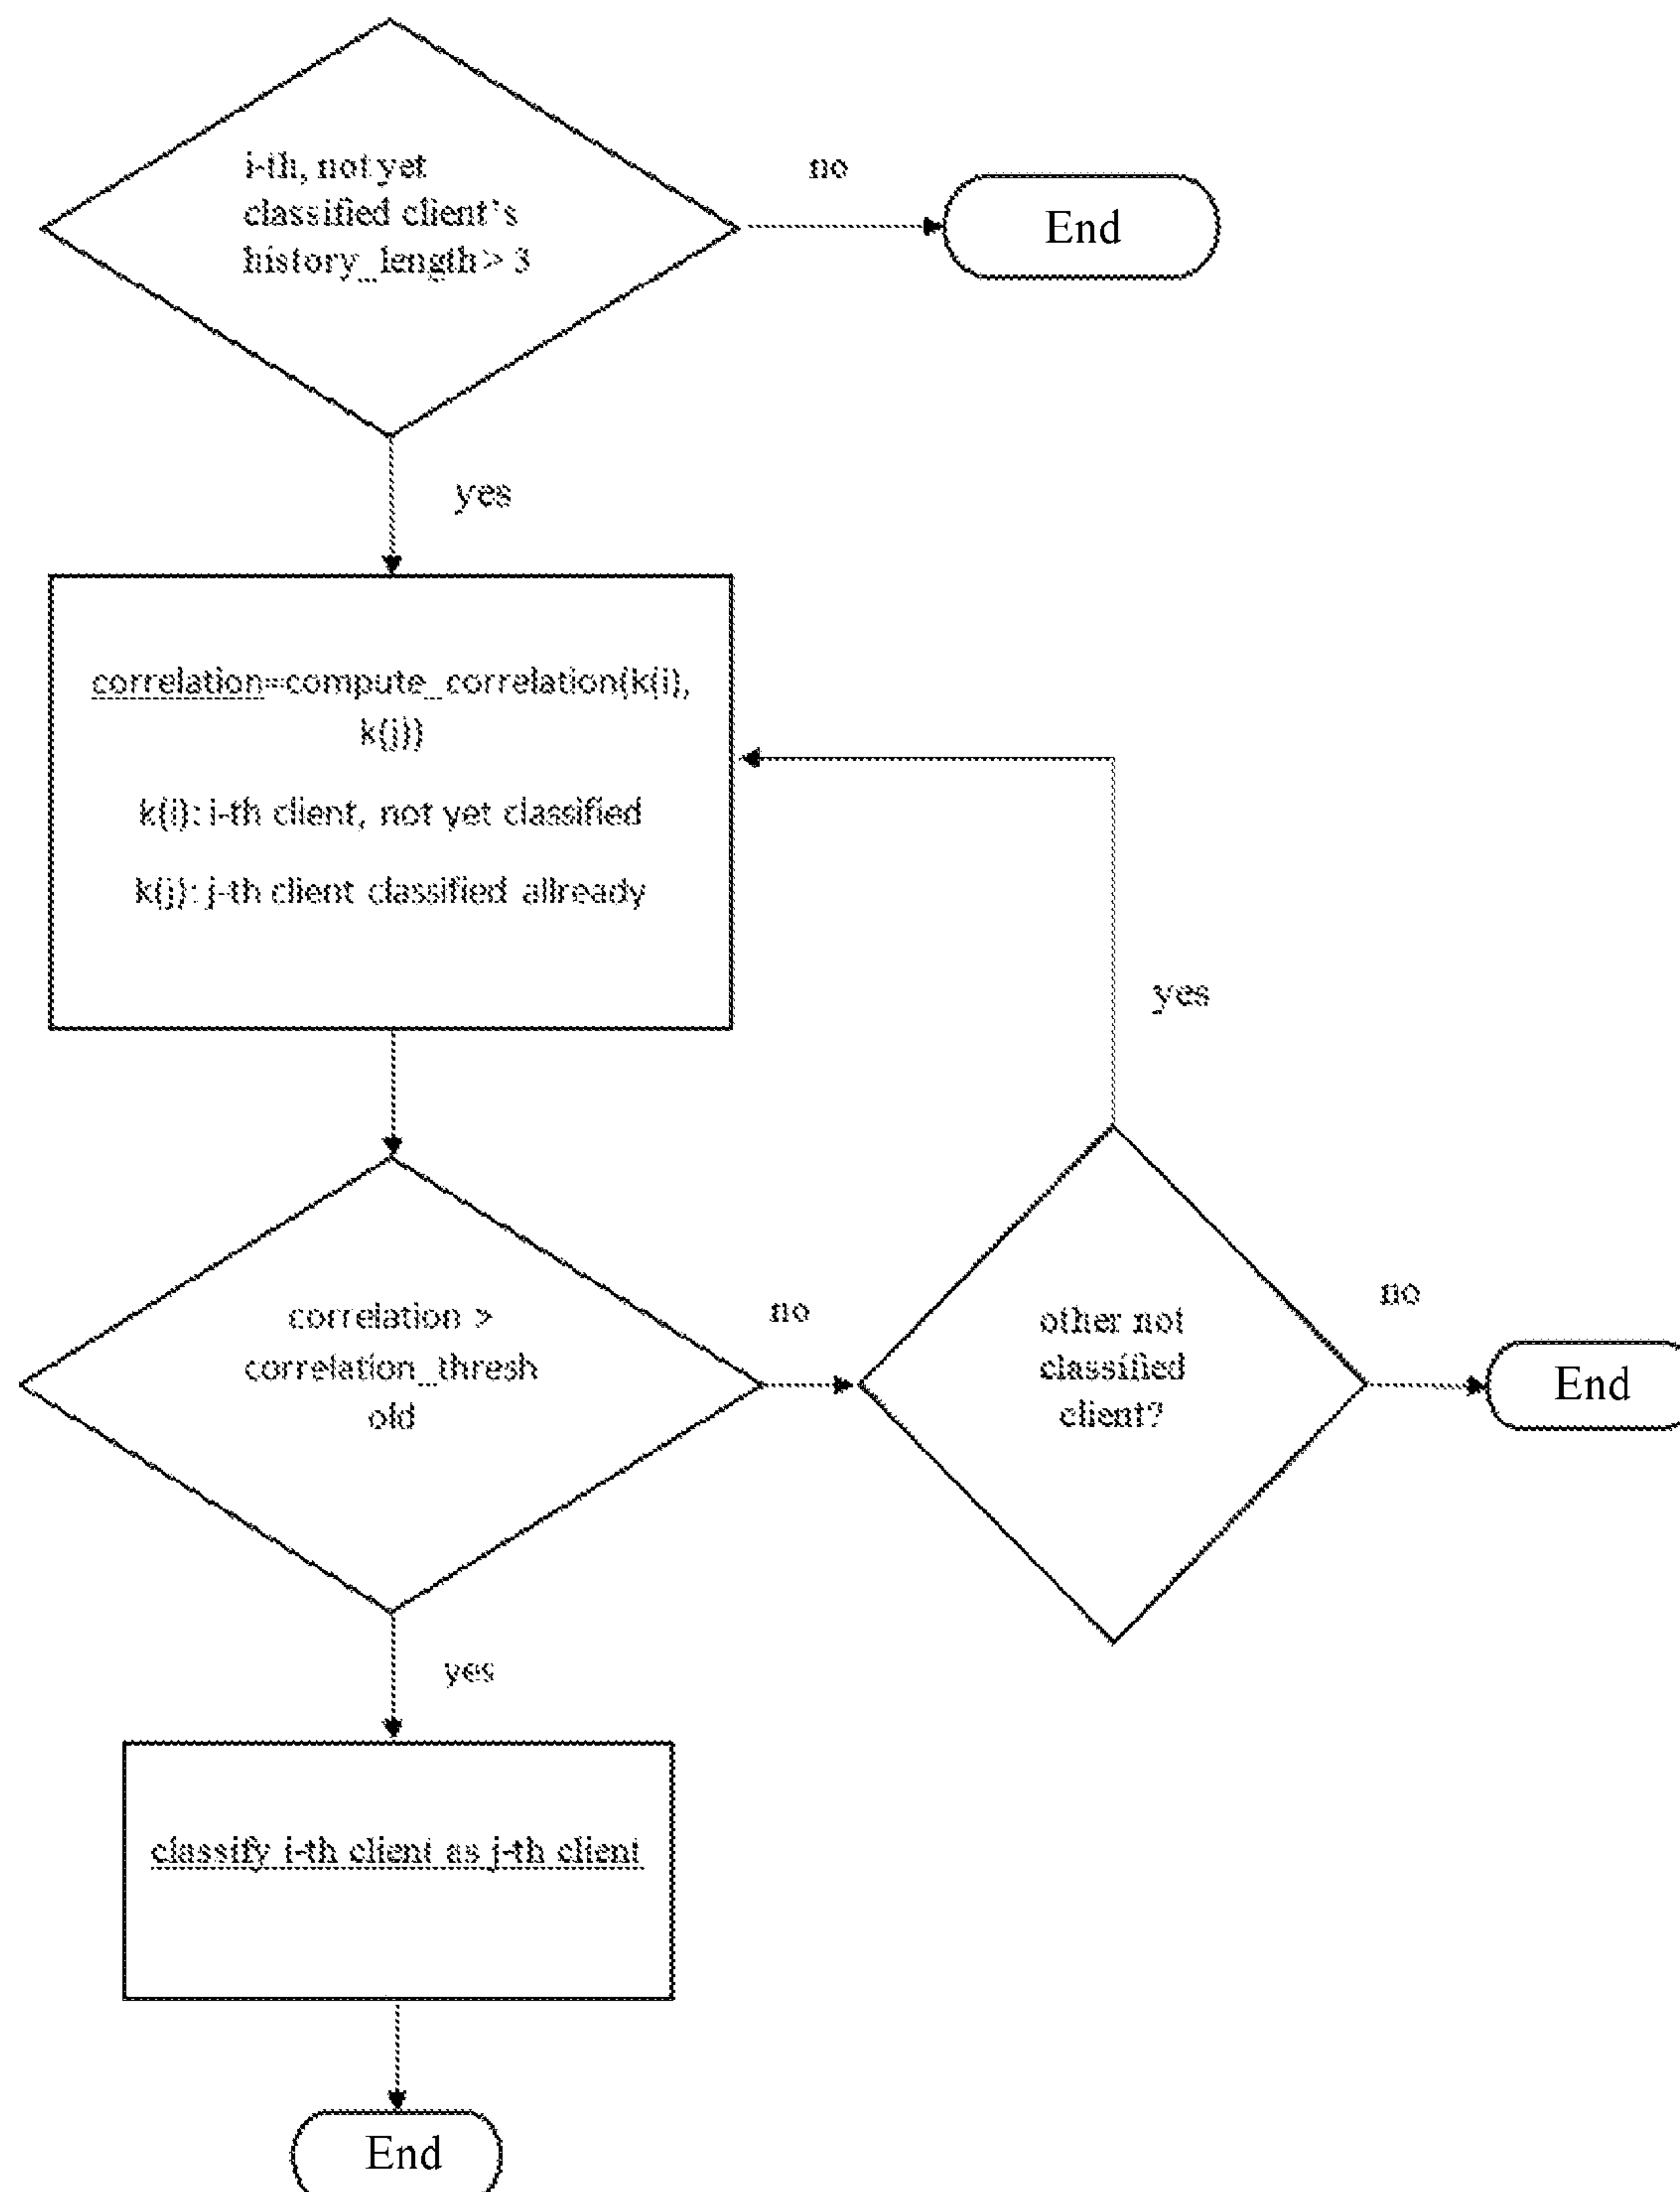 i-th, not yet
classified client's
history_length > 3
no
End
yes
correlation=compute_correlation(k(i),
k(j))
k(i): i-th client, not yet classified
k(j): j-th client classified allready
yes
correlation >
correlation_thresh
old
no
other not
classified
client?
no
End
yes
classify i-th client as j-th client
End